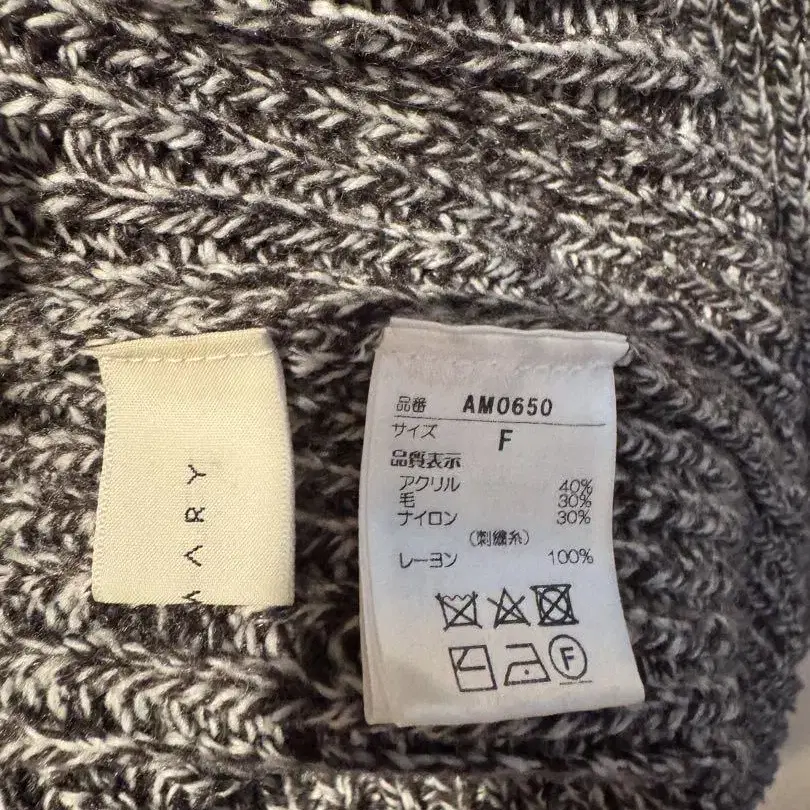 MARY
品番 AM0650
サイズ F
品質表示
アクリル 40%
毛 30%
ナイロン 30%
(刺繍糸)
レーヨン 100%
F